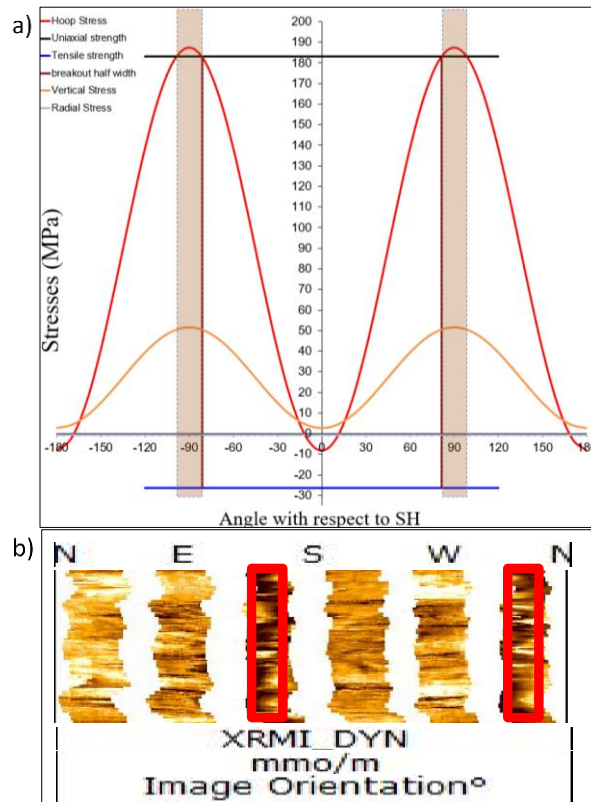 a)
Hoop Stress
Uniaxial strength
Tensile strength
breakout half width
Vertical Stress
Radial Stress
Stresses (MPa)
200
190
180
170
160
150
140
130
120
110
100
90
80
70
60
50
40
30
20
10
0
-10
-20
-30
-180 -150 -120 -90 -60 -30 0 30 60 90 120 150 180
Angle with respect to SH
b)
N E S W N
XRMI_DYN
mmo/m
Image Orientation°